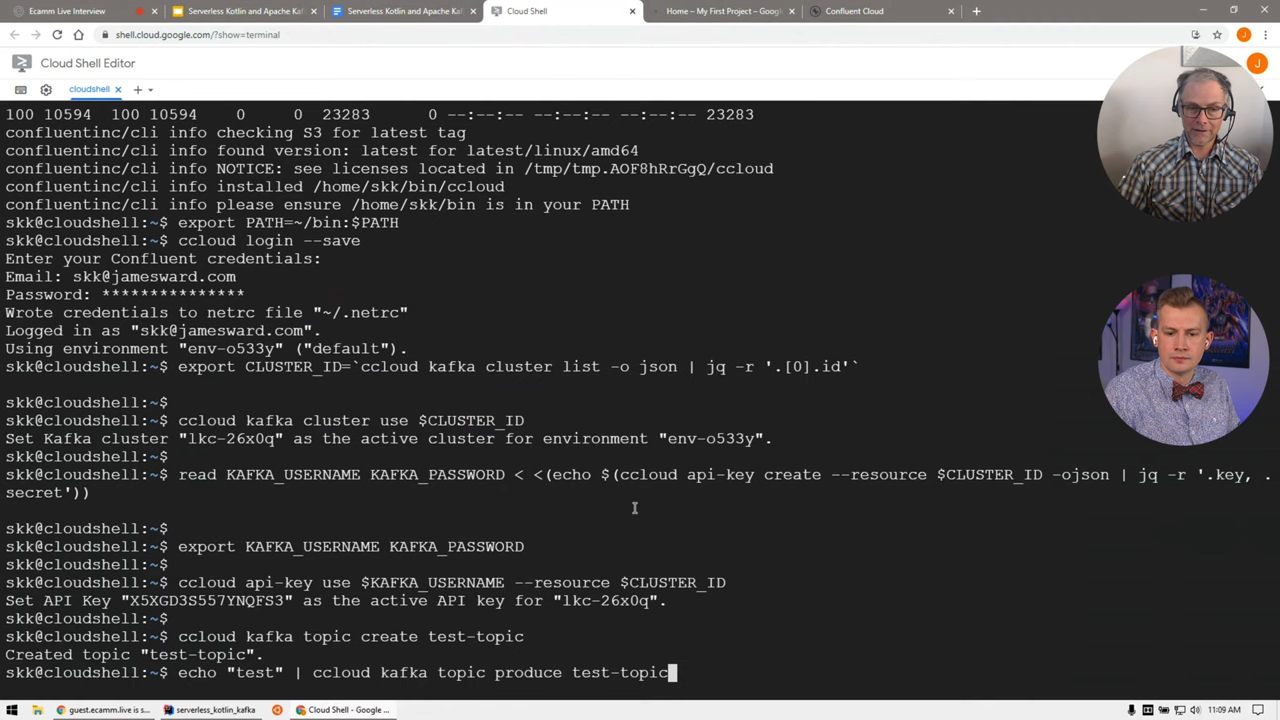 Ecamm Live Interview
Serverless Kotlin and Apache Ka
Serverless Kotlin and Apache Ka
Cloud Shell
Home – My First Project – Goog
Confluent Cloud
shell.cloud.google.com/?show=terminal
J
Cloud Shell Editor
J
cloudshell
100 10594  100 10594    0     0  23283      0 --:--:-- --:--:-- --:--:-- 23283
confluentinc/cli info checking S3 for latest tag
confluentinc/cli info found version: latest for latest/linux/amd64
confluentinc/cli info NOTICE: see licenses located in /tmp/tmp.AOF8hRrGgQ/ccloud
confluentinc/cli info installed /home/skk/bin/ccloud
confluentinc/cli info please ensure /home/skk/bin is in your PATH
skk@cloudshell:~$ export PATH=~/bin:$PATH
skk@cloudshell:~$ ccloud login --save
Enter your Confluent credentials:
Email: skk@jamesward.com
Password: ***************
Wrote credentials to netrc file "~/.netrc"
Logged in as "skk@jamesward.com".
Using environment "env-o533y" ("default").
skk@cloudshell:~$ export CLUSTER_ID=`ccloud kafka cluster list -o json | jq -r '.[0].id'`
skk@cloudshell:~$
skk@cloudshell:~$ ccloud kafka cluster use $CLUSTER_ID
Set Kafka cluster "lkc-26x0q" as the active cluster for environment "env-o533y".
skk@cloudshell:~$
skk@cloudshell:~$ read KAFKA_USERNAME KAFKA_PASSWORD < <(echo $(ccloud api-key create --resource $CLUSTER_ID -ojson | jq -r '.key, .
secret'))
skk@cloudshell:~$
skk@cloudshell:~$ export KAFKA_USERNAME KAFKA_PASSWORD
skk@cloudshell:~$
skk@cloudshell:~$ ccloud api-key use $KAFKA_USERNAME --resource $CLUSTER_ID
Set API Key "X5XGD3S557YNQFS3" as the active API key for "lkc-26x0q".
skk@cloudshell:~$
skk@cloudshell:~$ ccloud kafka topic create test-topic
Created topic "test-topic".
skk@cloudshell:~$ echo "test" | ccloud kafka topic produce test-topic
guest.ecamm.live is s...
serverless_kotlin_kafka
Cloud Shell - Google ...
11:09 AM